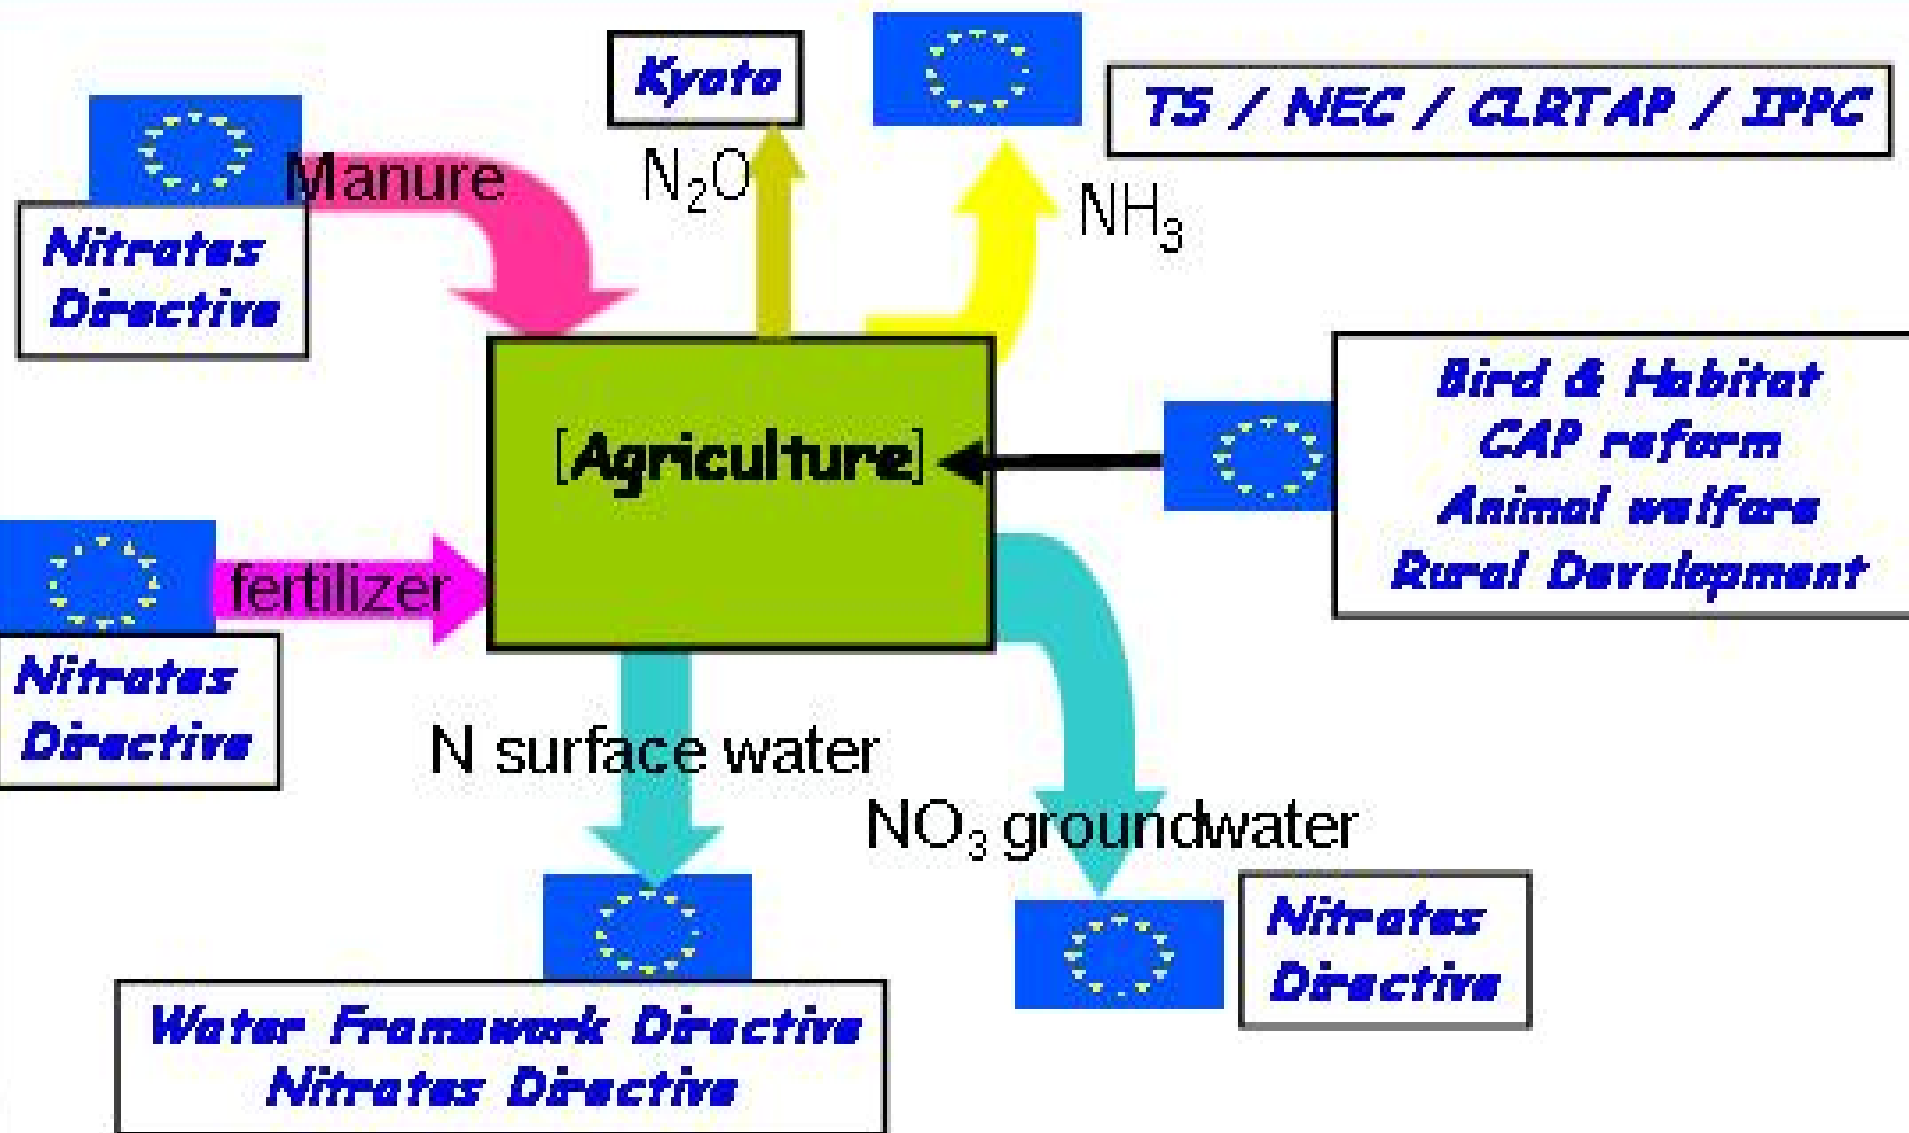 Kyoto
TS / NEC / CLRTAP / IPPC
Manure
N₂O
NH₃
Nitrates
Directive
Bird & Habitat
CAP reform
Animal welfare
Rural Development
[Agriculture]
fertilizer
Nitrates
Directive
N surface water
NO₃ groundwater
Nitrates
Directive
Water Framework Directive
Nitrates Directive